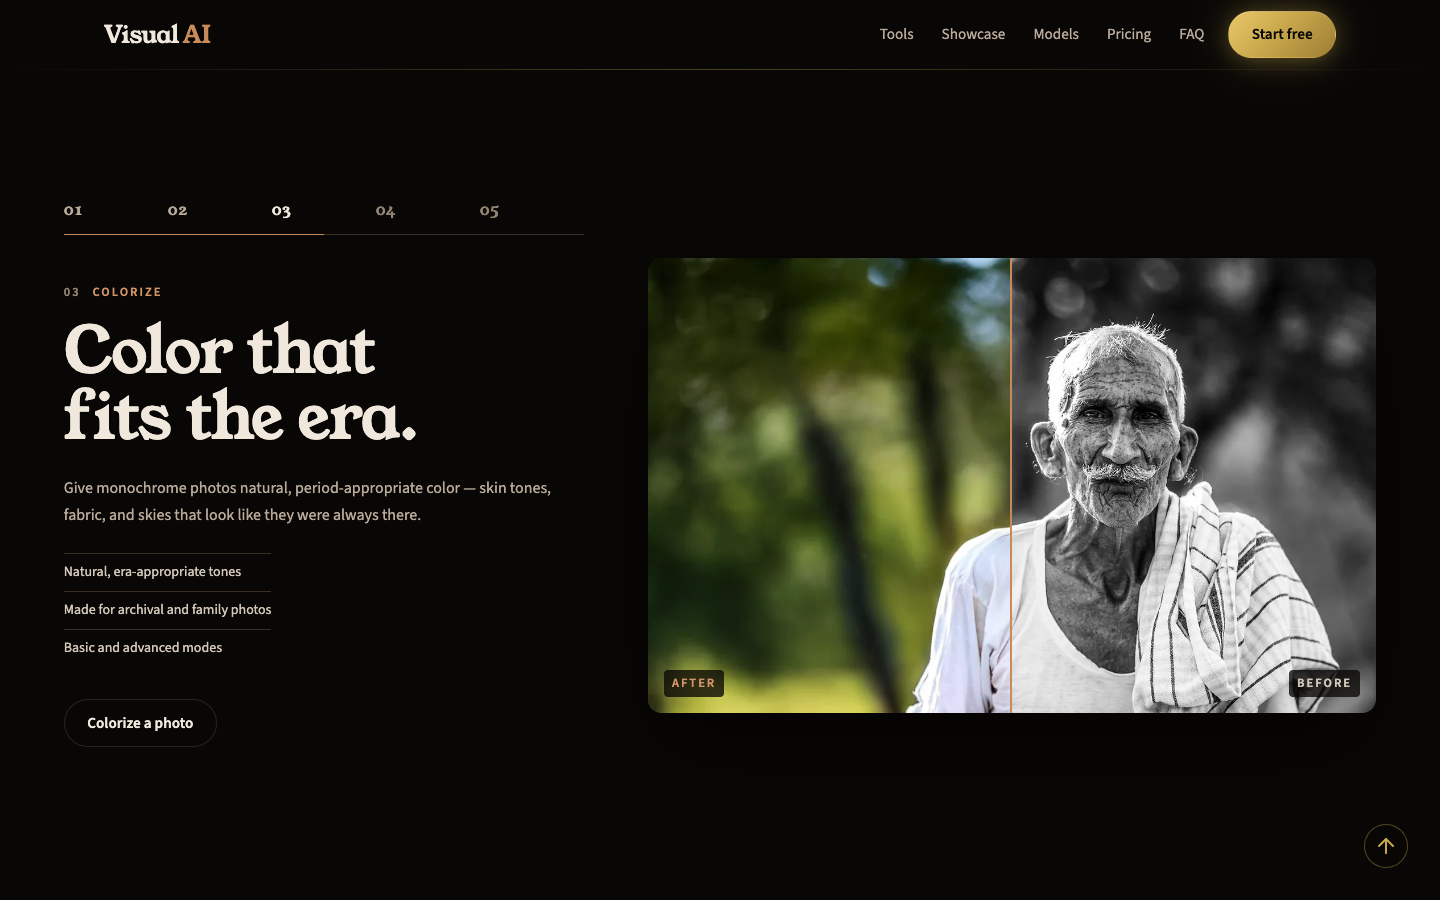 Visual AI
Tools Showcase Models Pricing FAQ Start free
01 02 03 04 05
03 COLORIZE
Color that
fits the era.
Give monochrome photos natural, period-appropriate color — skin tones,
fabric, and skies that look like they were always there.
Natural, era-appropriate tones
Made for archival and family photos
Basic and advanced modes
Colorize a photo
AFTER
BEFORE